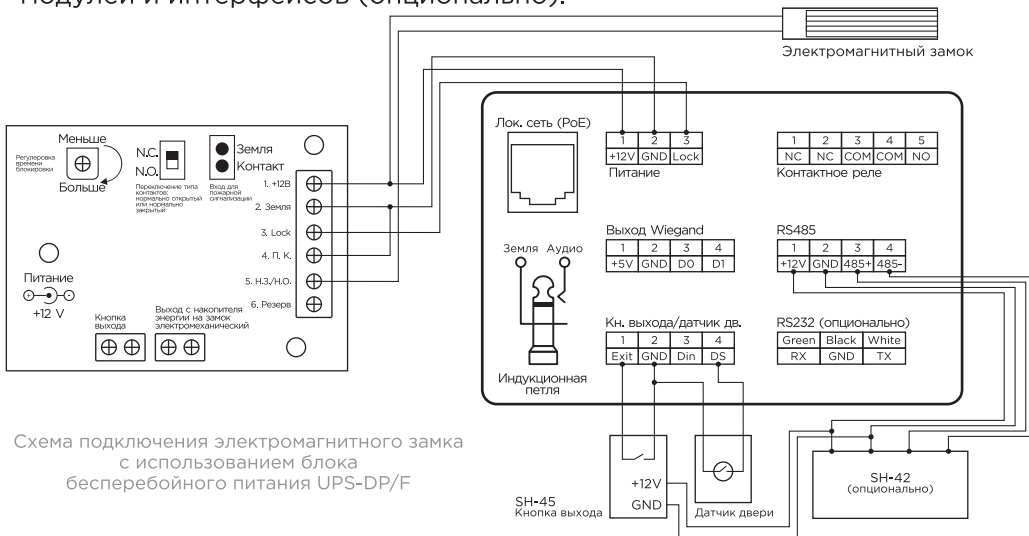 модулей и интерфейсов (опционально).
Электромагнитный замок
Меньше
Регулеровка
времени
блокировки
Больше
N.C.
N.O.
Переключение типа
контактов:
нормально открытый
или нормально
закрытый
Земля
Контакт
Вход для
пожарной
сигнализации
1. +12В
2. Земля
3. Lock
4. П. К.
5. Н.З./Н.О.
6. Резерв
Питание
+12 V
Кнопка
выхода
Выход с накопителя
энергии на замок
электромеханический
Лок. сеть (PoE)
1 2 3
+12V GND Lock
Питание
1 2 3 4 5
NC NC COM COM NO
Контактное реле
Выход Wiegand
1 2 3 4
+5V GND D0 D1
RS485
1 2 3 4
+12V GND 485+ 485-
Земля Аудио
Индукционная
петля
Кн. выхода/датчик дв.
1 2 3 4
Exit GND Din DS
RS232 (опционально)
Green Black White
RX GND TX
Схема подключения электромагнитного замка
с использованием блока
бесперебойного питания UPS-DP/F
+12V
GND
SH-45
Кнопка выхода
Датчик двери
SH-42
(опционально)